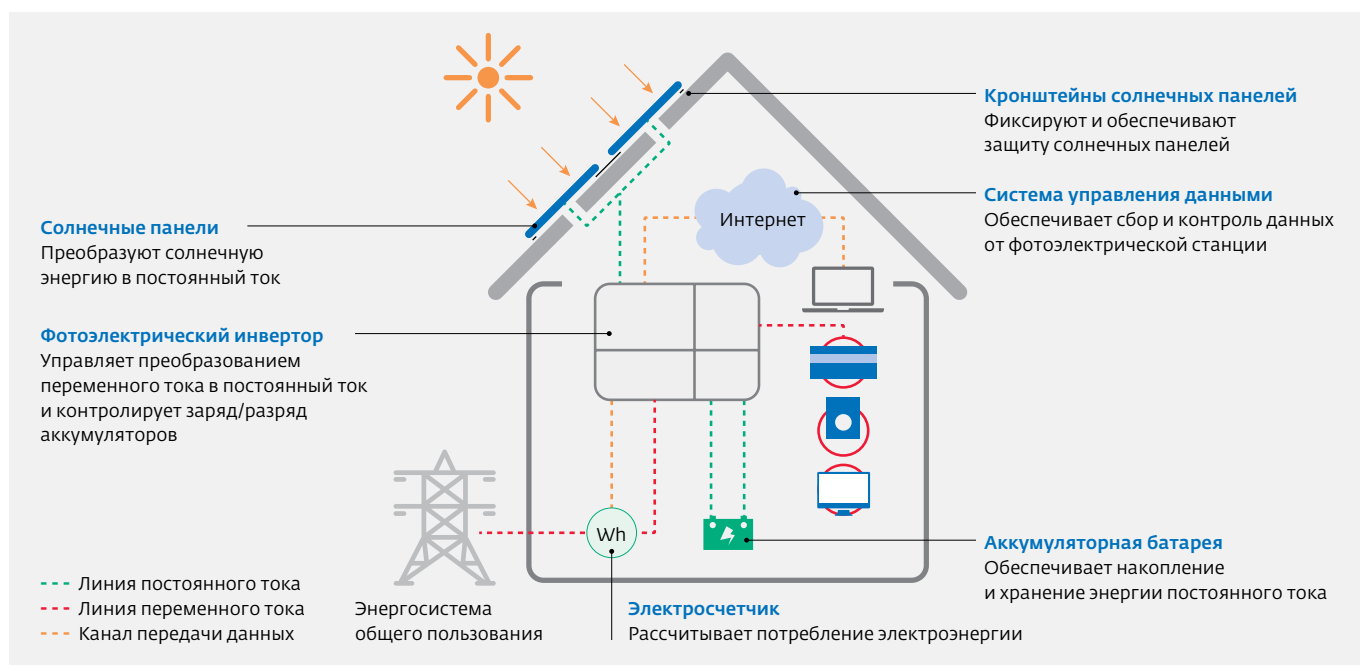 Кронштейны солнечных панелей
Фиксируют и обеспечивают
защиту солнечных панелей
Система управления данными
Обеспечивает сбор и контроль данных
от фотоэлектрической станции
Интернет
Солнечные панели
Преобразуют солнечную
энергию в постоянный ток
Фотоэлектрический инвертор
Управляет преобразованием
переменного тока в постоянный ток
и контролирует заряд/разряд
аккумуляторов
Wh
Аккумуляторная батарея
Обеспечивает накопление
и хранение энергии постоянного тока
Линия постоянного тока
Линия переменного тока
Канал передачи данных
Энергосистема
общего пользования
Электросчетчик
Рассчитывает потребление электроэнергии